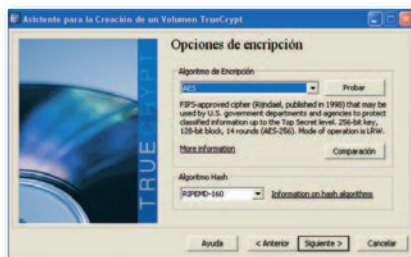 Asistente para la Creación de un Volumen TrueCrypt
TRUECRYPT
Opciones de encripción
Algoritmo de Encripción
AES
Probar
FIPS-approved cipher (Rijndael, published in 1998) that may be
used by U.S. government departments and agencies to protect
classified information up to the Top Secret level. 256-bit key,
128-bit block, 14 rounds (AES-256). Mode of operation is LRW.
More information
Comparación
Algoritmo Hash
RIPEMD-160
Information on hash algorithms
Ayuda
< Anterior
Siguiente >
Cancelar